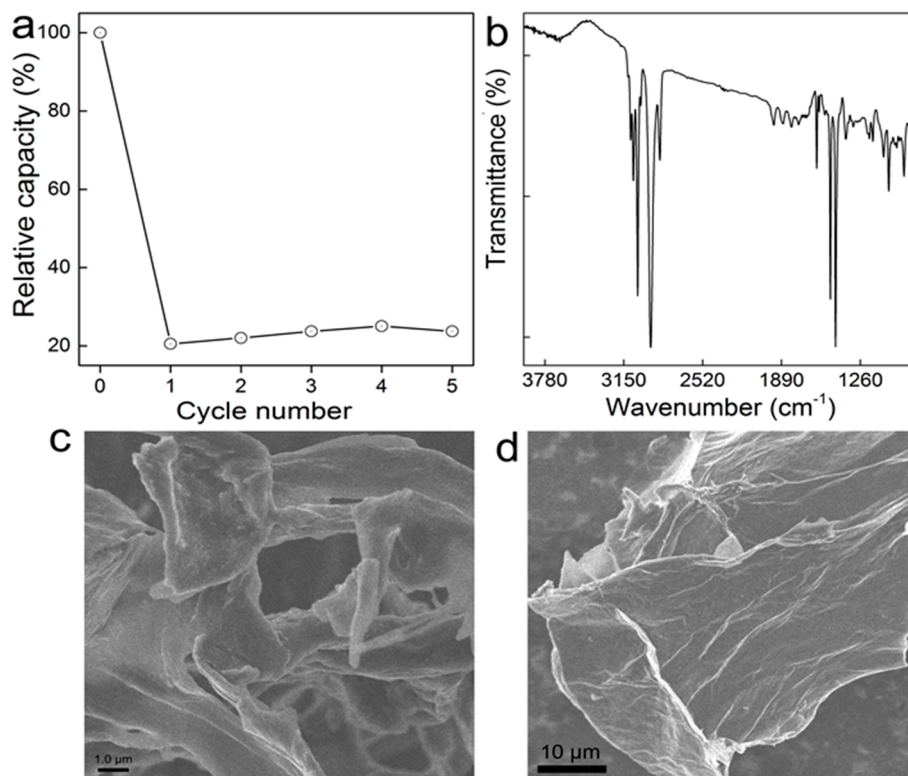 a
100
80
60
40
20
Relative capacity (%)
0 1 2 3 4 5
Cycle number
b
Transmittance (%)
3780 3150 2520 1890 1260
Wavenumber (cm⁻¹)
c
1.0 µm
d
10 µm